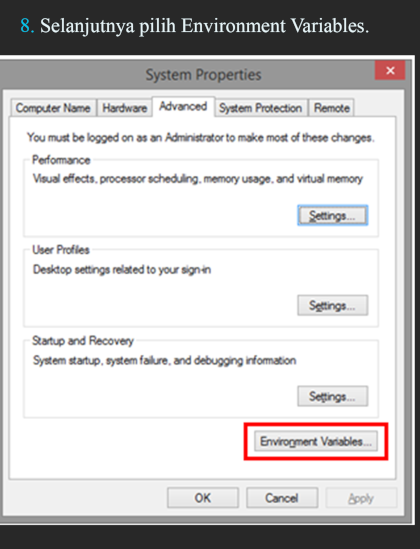 8. Selanjutnya pilih Environment Variables.
System Properties
Computer Name
Hardware
Advanced
System Protection
Remote
You must be logged on as an Administrator to make most of these changes.
Performance
Visual effects, processor scheduling, memory usage, and virtual memory
Settings...
User Profiles
Desktop settings related to your sign-in
Settings...
Startup and Recovery
System startup, system failure, and debugging information
Settings...
Environment Variables...
OK
Cancel
Apply